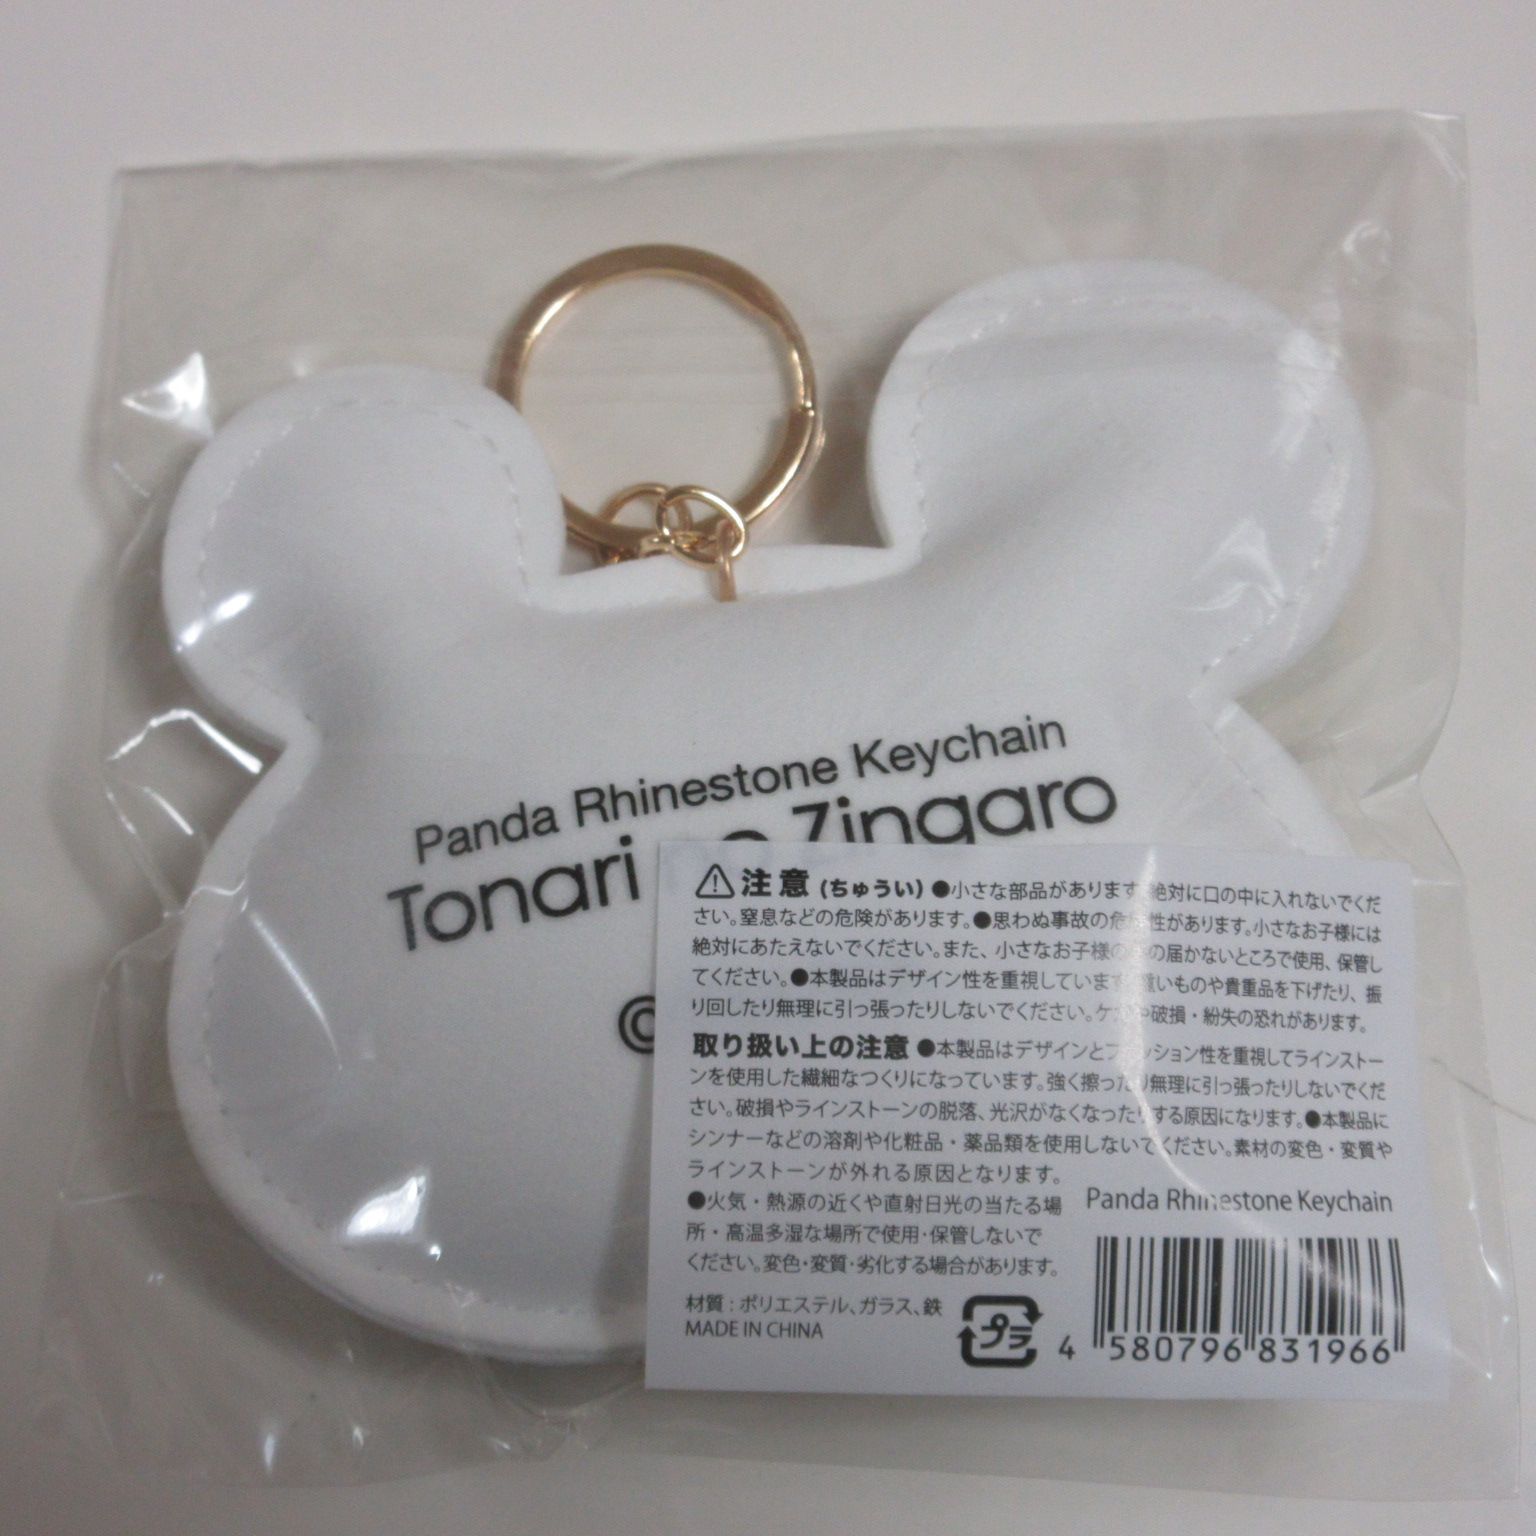 Panda Rhinestone Keychain
Tonari Zingaro
©
⚠注意(ちゅうい)●小さな部品があります。絶対に口の中に入れないでくだ
さい。窒息などの危険があります。●思わぬ事故の危険性があります。小さなお子様には
絶対にあたえないでください。また、小さなお子様の手の届かないところで使用、保管し
てください。●本製品はデザイン性を重視しています。重いものや貴重品を下げたり、振
り回したり無理に引っ張ったりしないでください。ケガや破損・紛失の恐れがあります。
取り扱い上の注意●本製品はデザインとファッション性を重視してラインストー
ンを使用した繊細なつくりになっています。強く擦ったり無理に引っ張ったりしないでくだ
さい。破損やラインストーンの脱落、光沢がなくなったりする原因になります。●本製品に
シンナーなどの溶剤や化粧品・薬品類を使用しないでください。素材の変色・変質や
ラインストーンが外れる原因となります。
●火気・熱源の近くや直射日光の当たる場
所・高温多湿な場所で使用・保管しないで
ください。変色・変質・劣化する場合があります。
材質：ポリエステル、ガラス、鉄
MADE IN CHINA
プラ
Panda Rhinestone Keychain
4 580796 831966